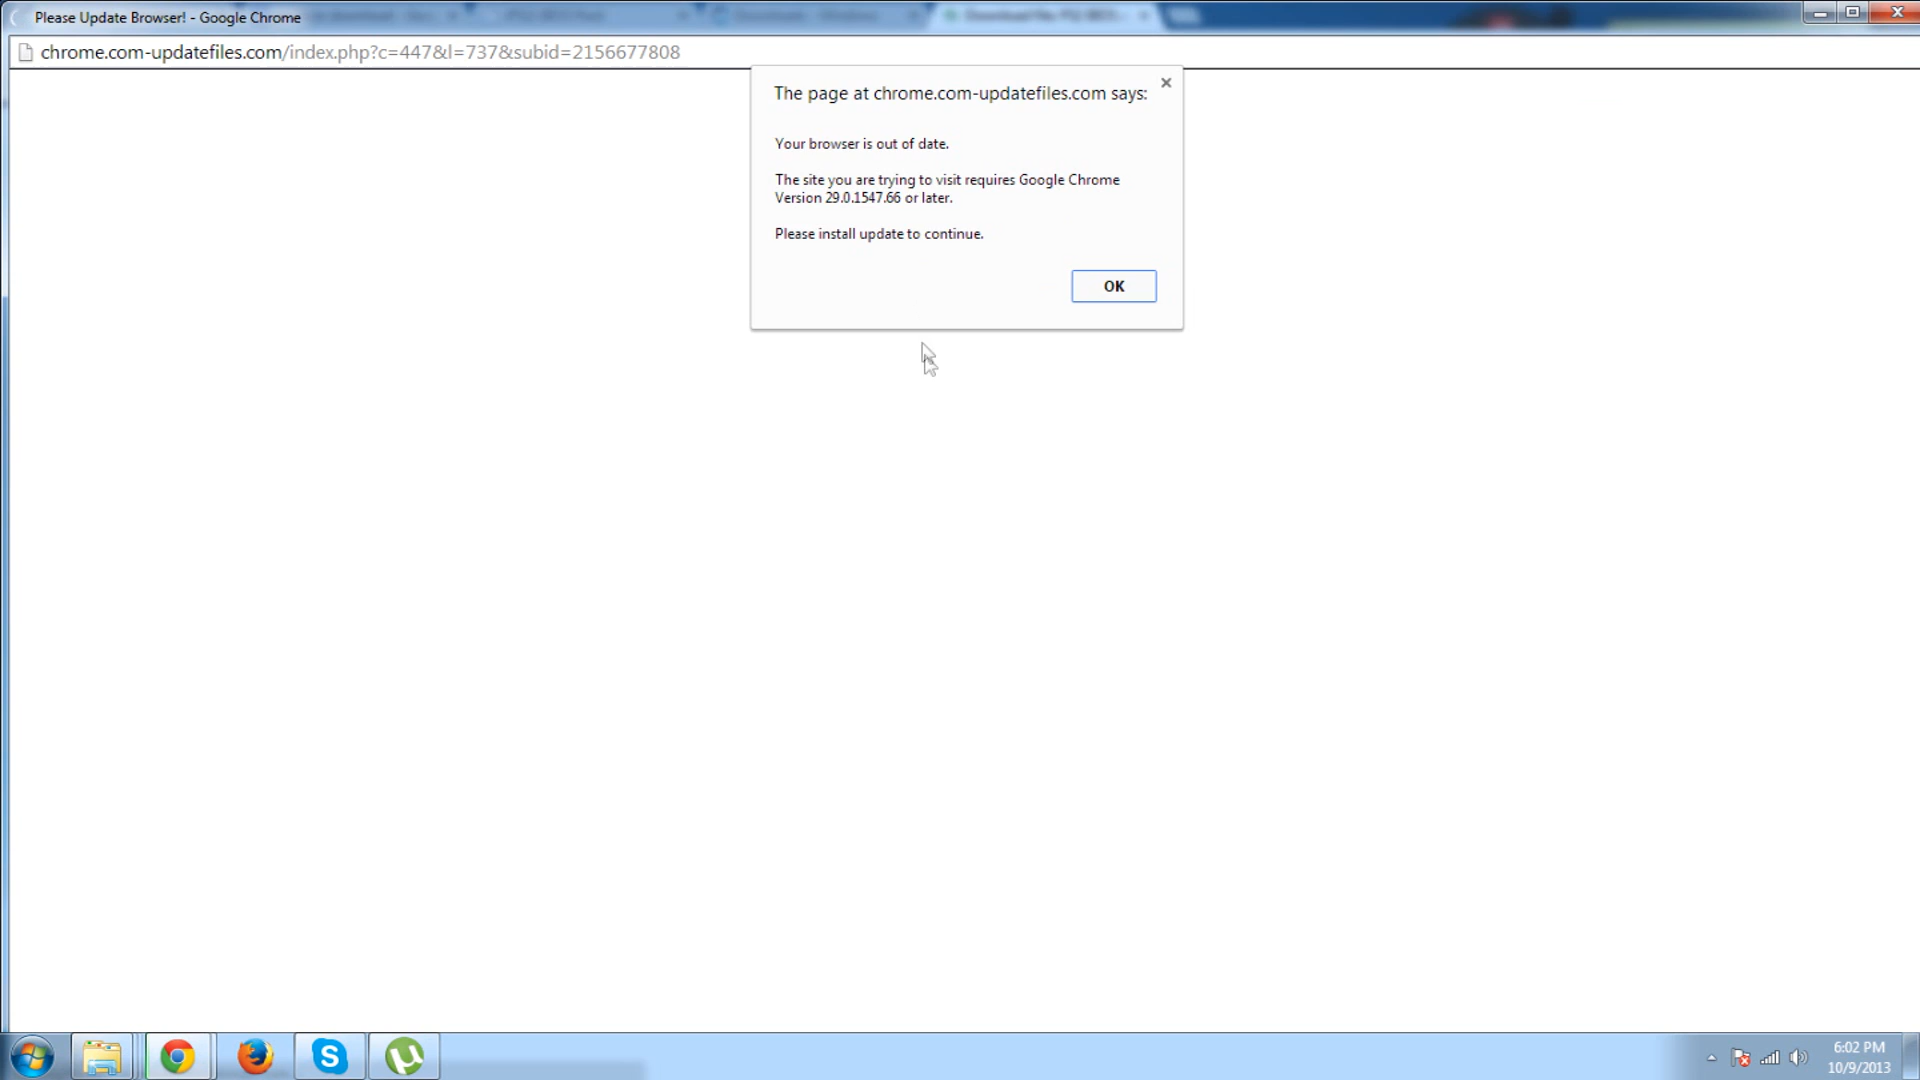 Please Update Browser! - Google Chrome
chrome.com-updatefiles.com/index.php?c=447&l=737&subid=2156677808
The page at chrome.com-updatefiles.com says:
Your browser is out of date.
The site you are trying to visit requires Google Chrome
Version 29.0.1547.66 or later.
Please install update to continue.
OK
6:02 PM
10/9/2013